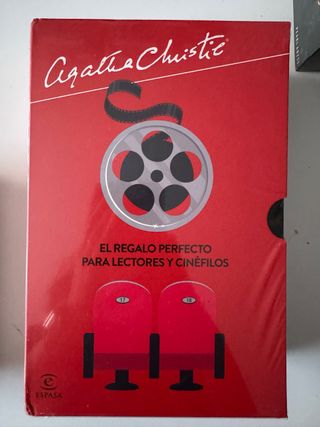 Agatha Christie®
EL REGALO PERFECTO
PARA LECTORES Y CINÉFILOS
17 18
e
ESPASA